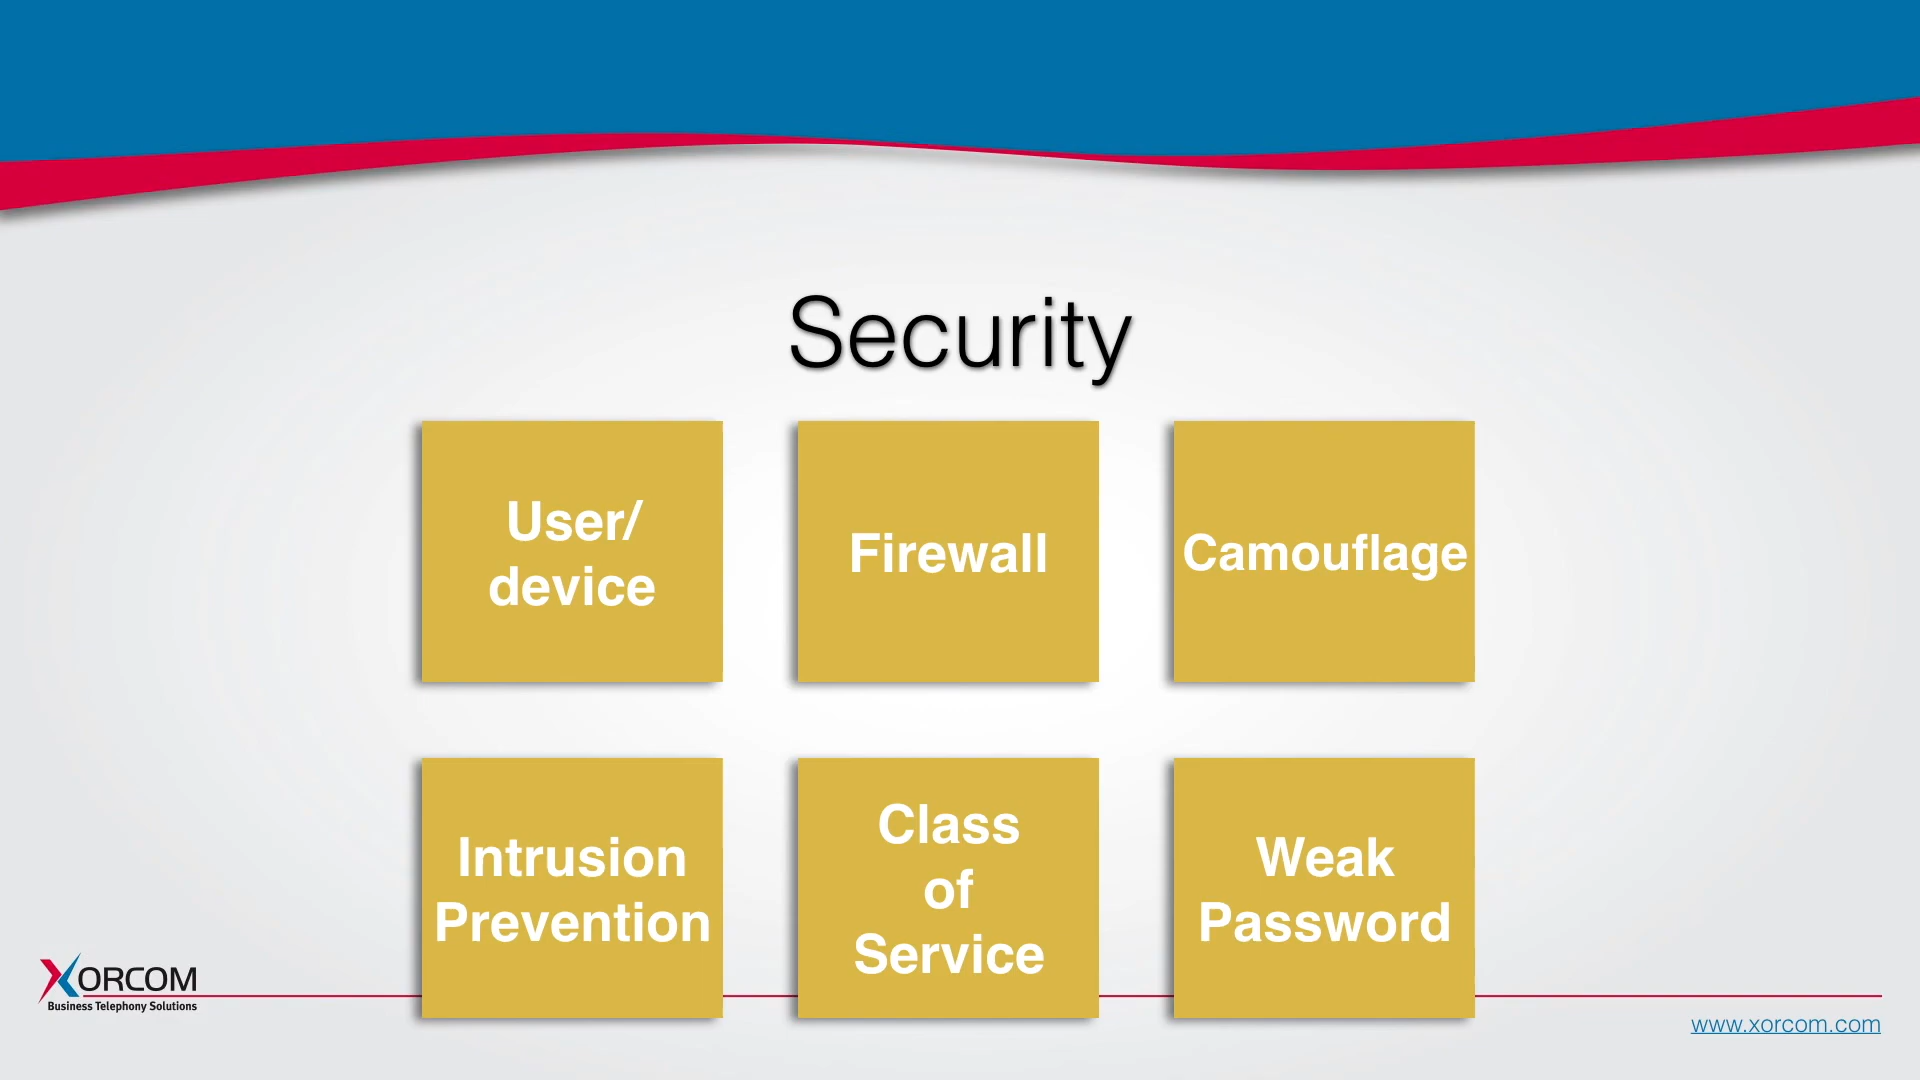 Security
User/
device
Firewall
Camouflage
Intrusion
Prevention
Class
of
Service
Weak
Password
XORCOM
Business Telephony Solutions
www.xorcom.com